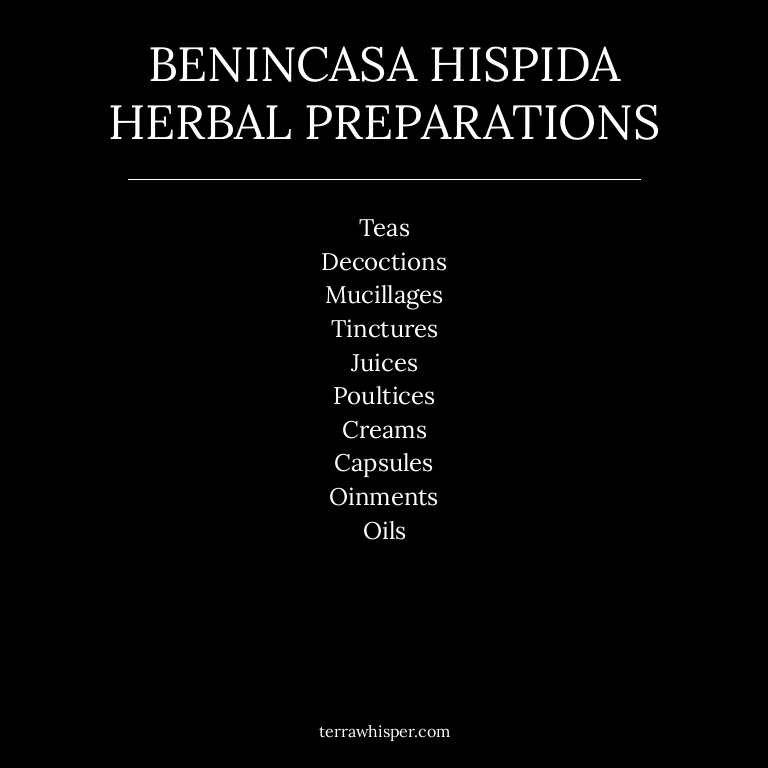 BENINCASA HISPIDA
HERBAL PREPARATIONS
Teas
Decoctions
Mucillages
Tinctures
Juices
Poultices
Creams
Capsules
Oinments
Oils
terrawhisper.com